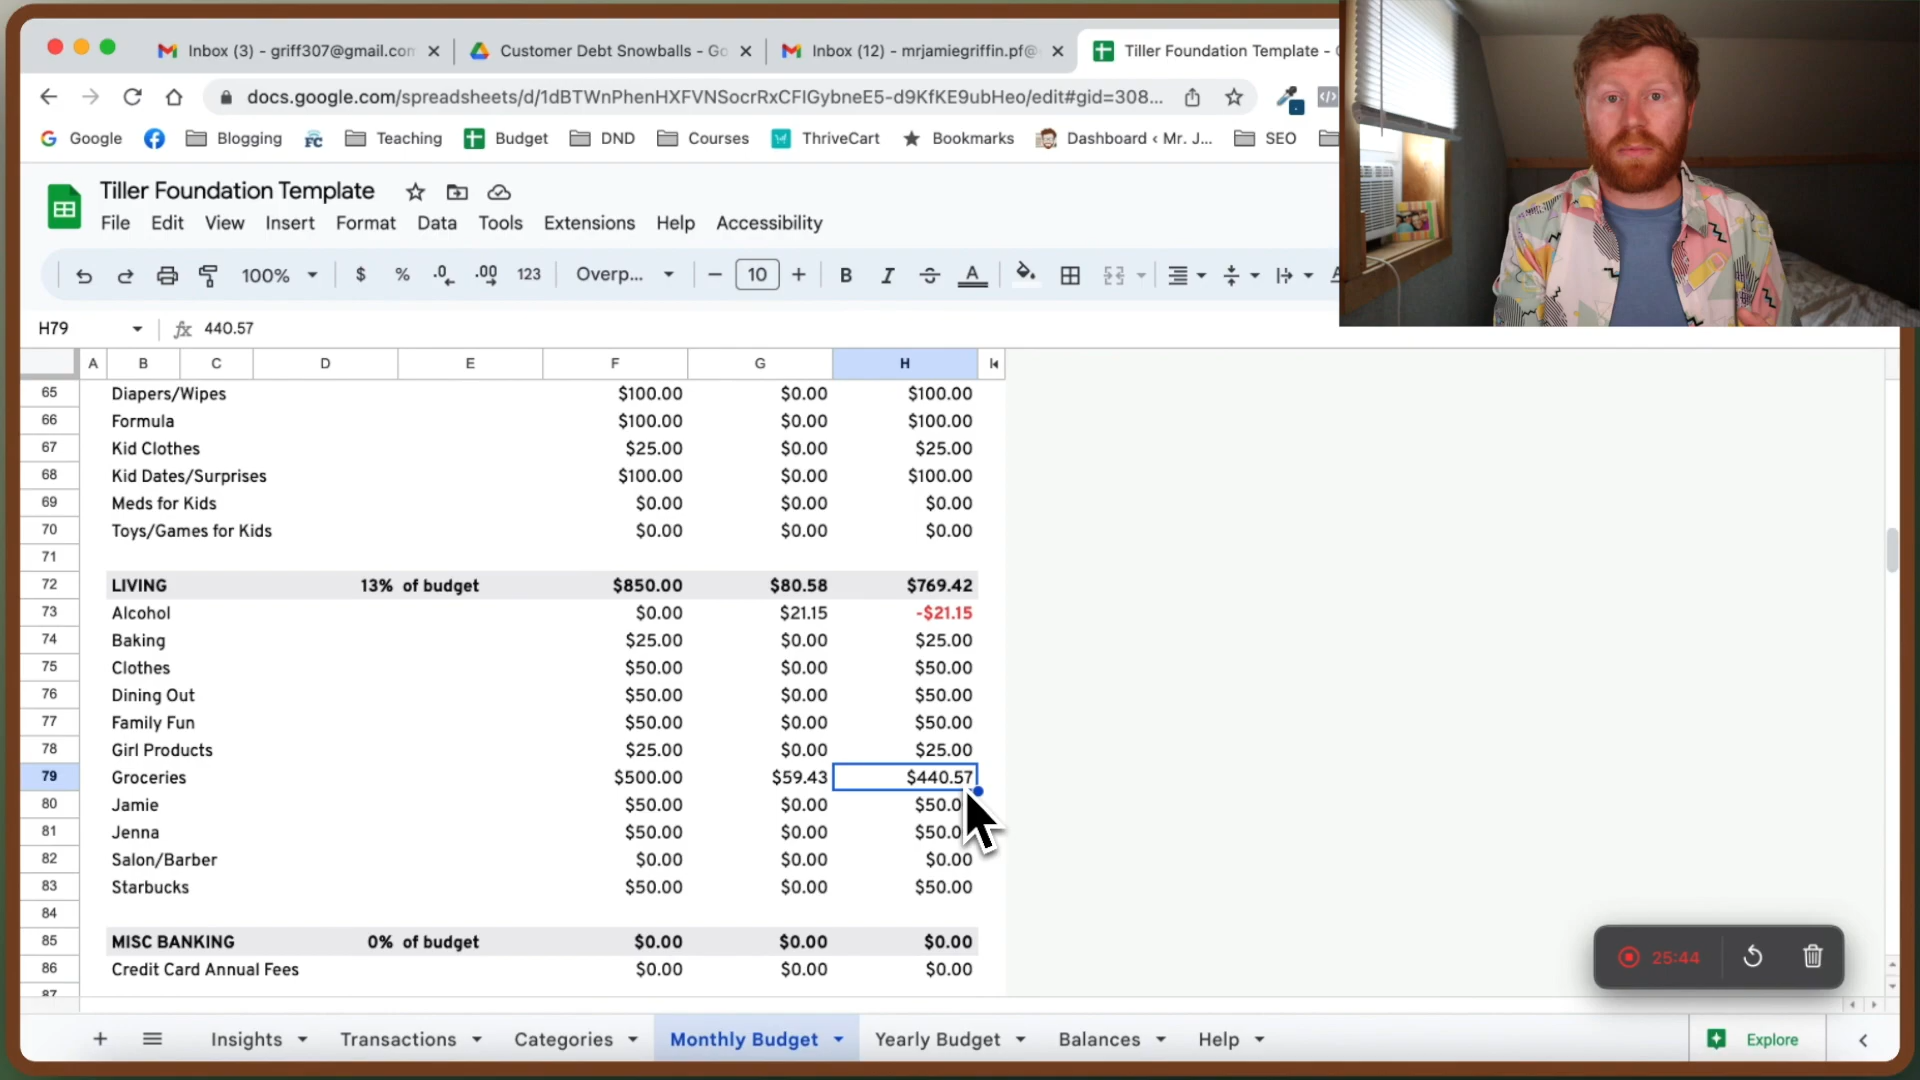 Inbox (3) - griff307@gmail.com
Customer Debt Snowballs - Go
Inbox (12) - mrjamiegriffin.pf@
Tiller Foundation Template - G
docs.google.com/spreadsheets/d/1dBTWnPhenHXFVNSocrRxCFlGybneE5-d9KfKE9ubHeo/edit#gid=308...
Google Blogging FC Teaching Budget DND Courses ThriveCart Bookmarks Dashboard ‹ Mr. J... SEO
Tiller Foundation Template
File Edit View Insert Format Data Tools Extensions Help Accessibility
100% $ % .0 .00 123 Overp... − 10 + B I A
H79 fx 440.57
A B C D E F G H
65 Diapers/Wipes $100.00 $0.00 $100.00
66 Formula $100.00 $0.00 $100.00
67 Kid Clothes $25.00 $0.00 $25.00
68 Kid Dates/Surprises $100.00 $0.00 $100.00
69 Meds for Kids $0.00 $0.00 $0.00
70 Toys/Games for Kids $0.00 $0.00 $0.00
71
72 LIVING 13% of budget $850.00 $80.58 $769.42
73 Alcohol $0.00 $21.15 -$21.15
74 Baking $25.00 $0.00 $25.00
75 Clothes $50.00 $0.00 $50.00
76 Dining Out $50.00 $0.00 $50.00
77 Family Fun $50.00 $0.00 $50.00
78 Girl Products $25.00 $0.00 $25.00
79 Groceries $500.00 $59.43 $440.57
80 Jamie $50.00 $0.00 $50.0
81 Jenna $50.00 $0.00 $50.0
82 Salon/Barber $0.00 $0.00 $0.00
83 Starbucks $50.00 $0.00 $50.00
84
85 MISC BANKING 0% of budget $0.00 $0.00 $0.00
86 Credit Card Annual Fees $0.00 $0.00 $0.00
87
25:44
Insights Transactions Categories Monthly Budget Yearly Budget Balances Help Explore